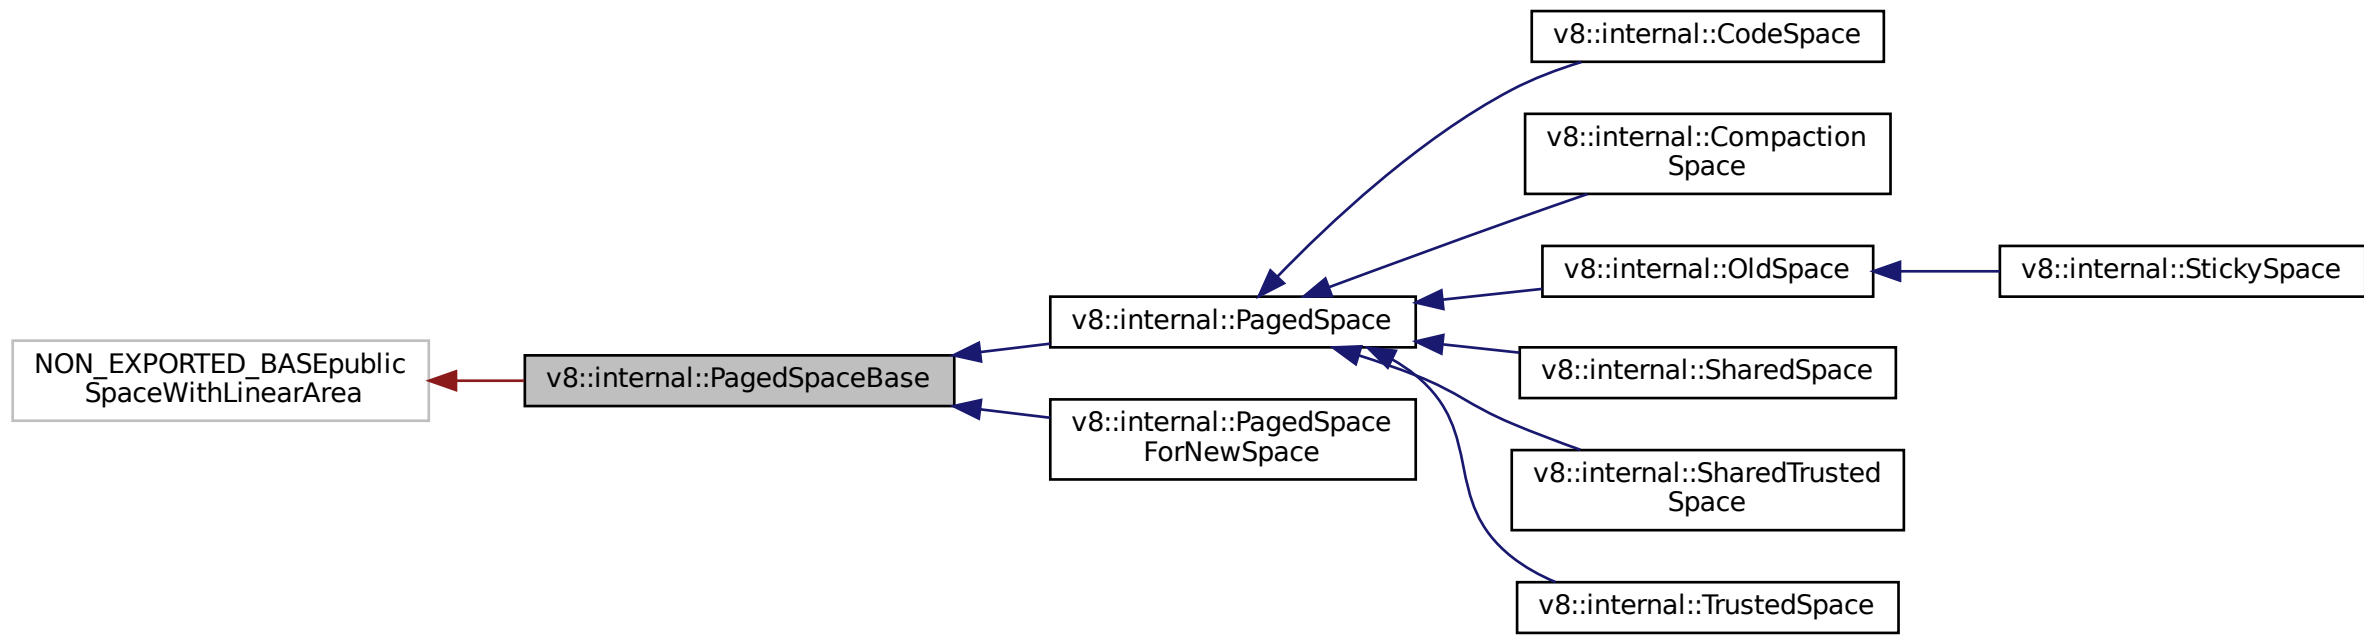 v8::internal::CodeSpace
v8::internal::Compaction
Space
v8::internal::OldSpace
v8::internal::StickySpace
v8::internal::PagedSpace
NON_EXPORTED_BASEpublic
SpaceWithLinearArea
v8::internal::PagedSpaceBase
v8::internal::SharedSpace
v8::internal::PagedSpace
ForNewSpace
v8::internal::SharedTrusted
Space
v8::internal::TrustedSpace